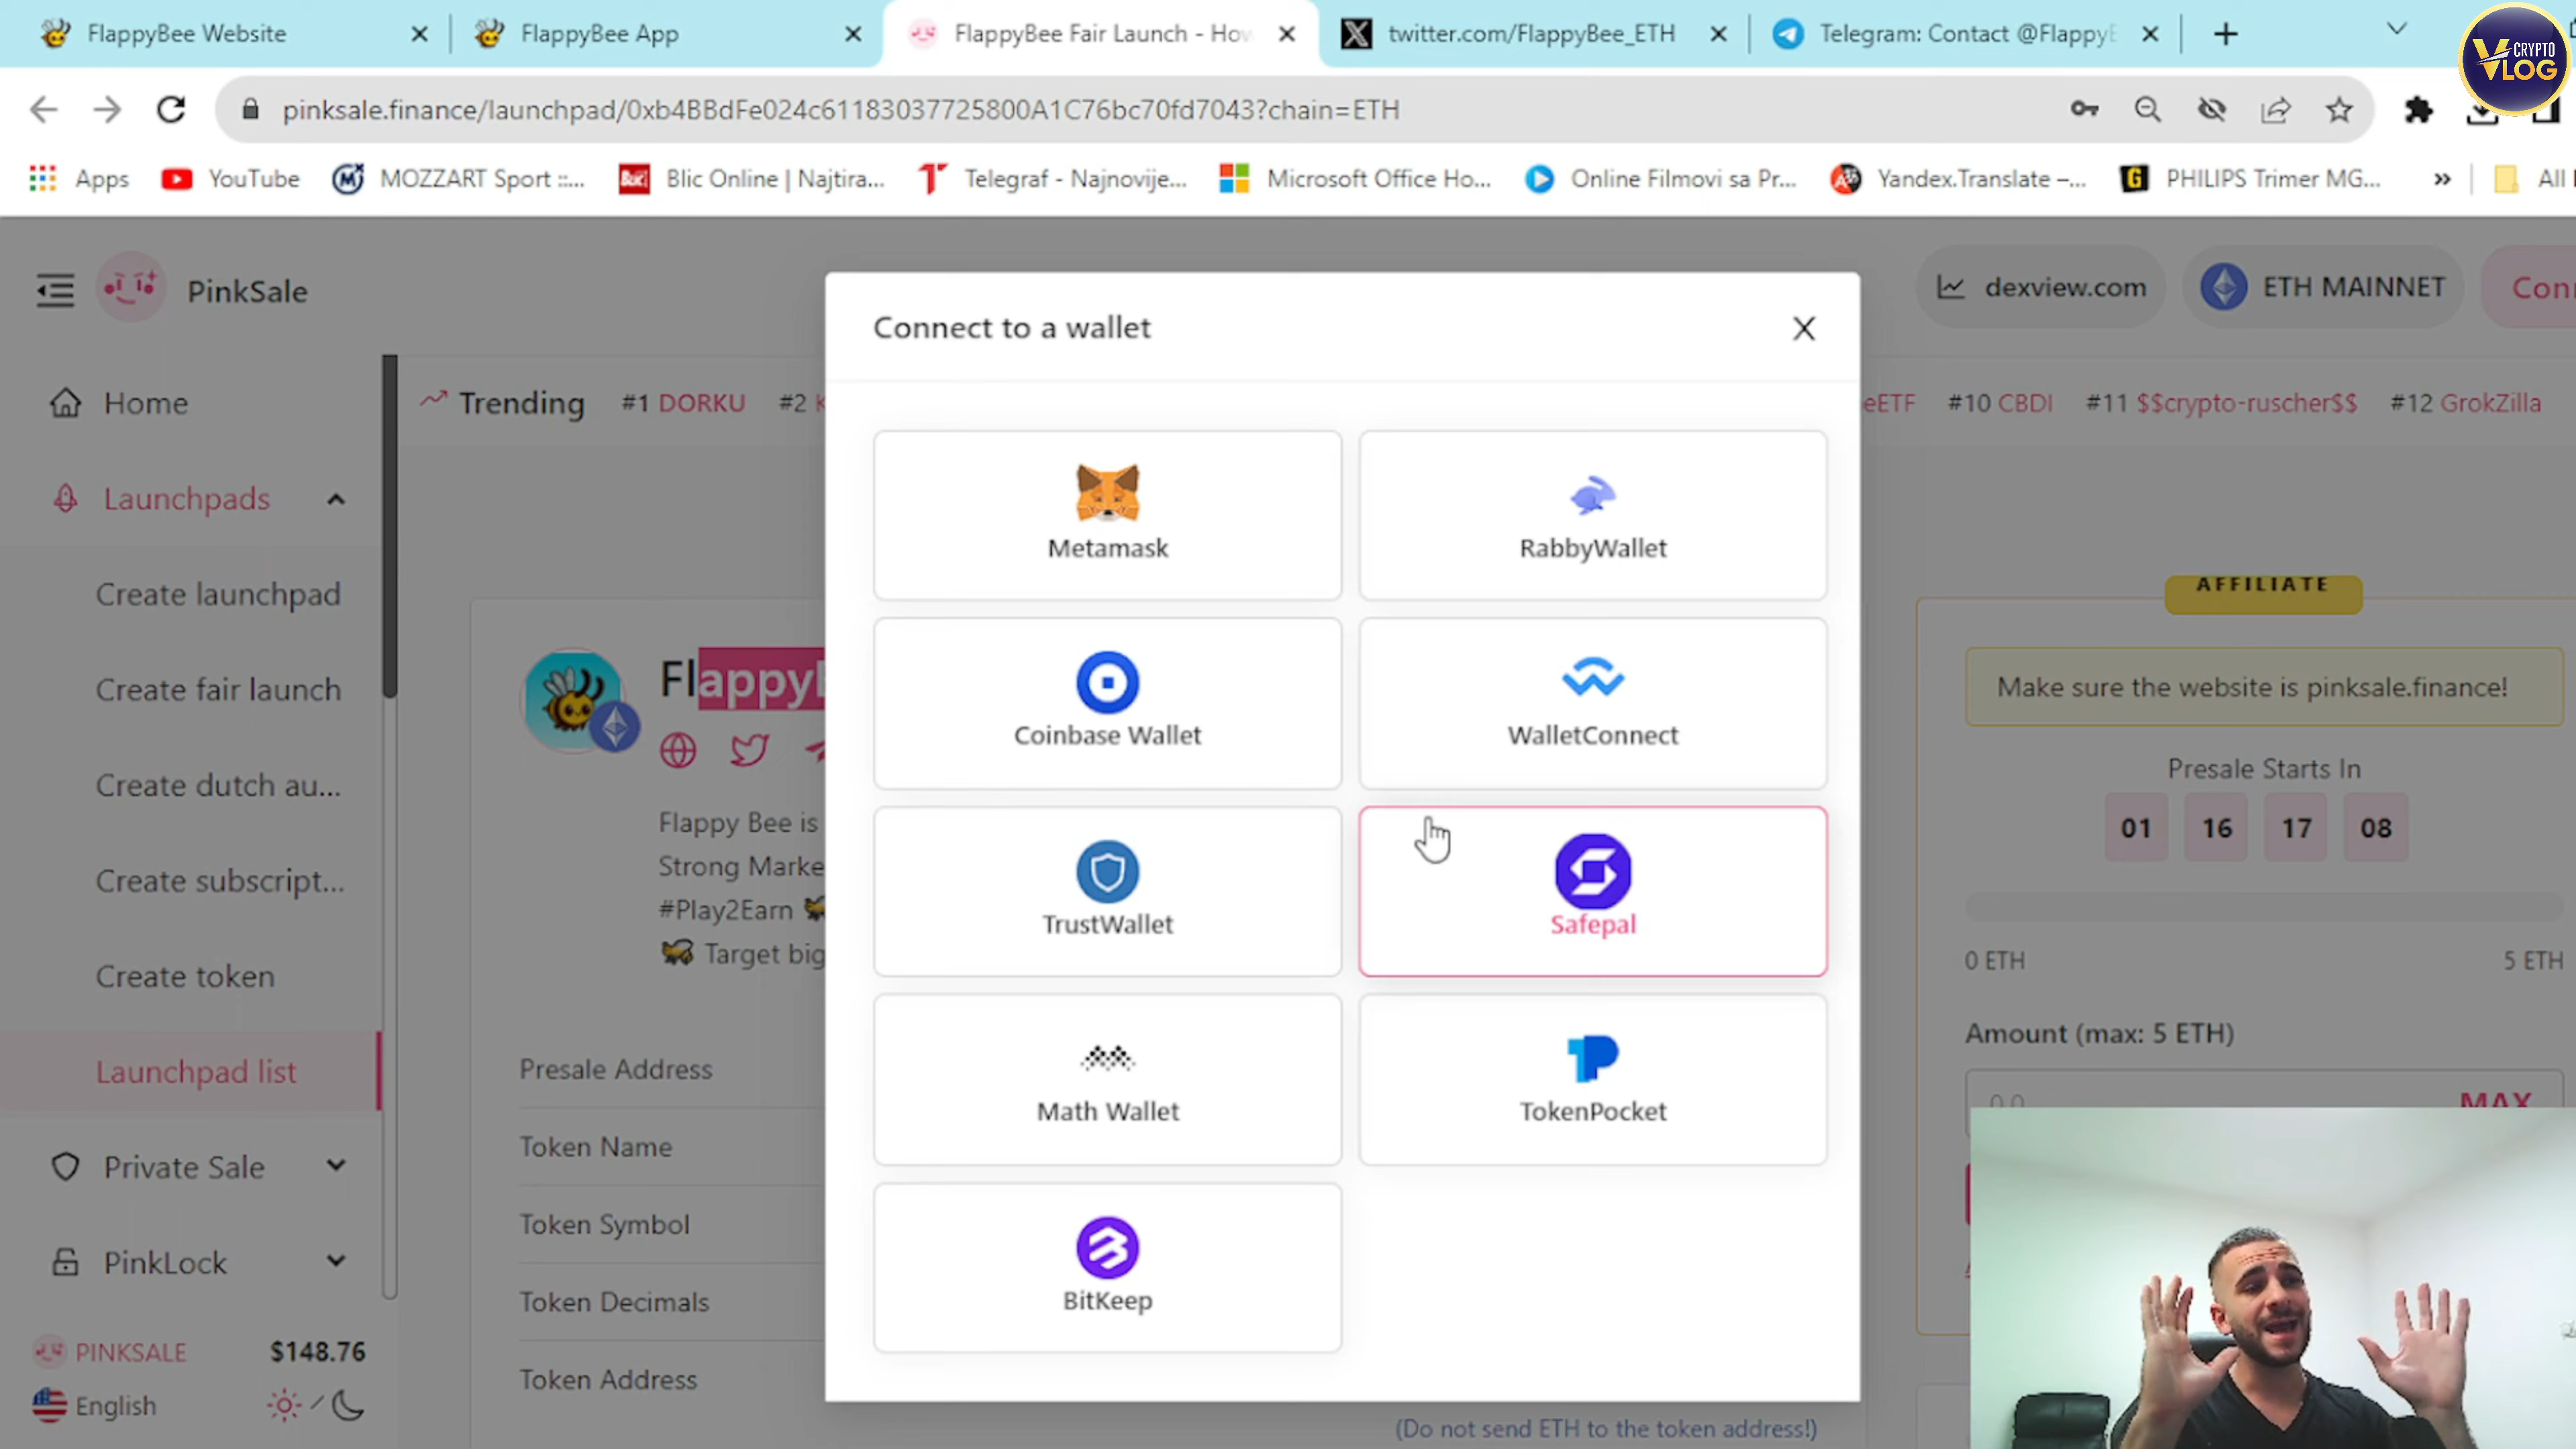 FlappyBee Website
FlappyBee App
FlappyBee Fair Launch - How
twitter.com/FlappyBee_ETH
Telegram: Contact @FlappyB
CRYPTO
VLOG
pinksale.finance/launchpad/0xb4BBdFe024c61183037725800A1C76bc70fd7043?chain=ETH
Apps
YouTube
MOZZART Sport ::...
Blic Online | Najtira...
Telegraf - Najnovije...
Microsoft Office Ho...
Online Filmovi sa Pr...
Yandex.Translate –...
PHILIPS Trimer MG...
All
PinkSale
dexview.com
ETH MAINNET
Conn
Connect to a wallet
Home
Trending
#1 DORKU
#2
eETF
#10 CBDI
#11 $$crypto-ruscher$$
#12 GrokZilla
Launchpads
Create launchpad
Create fair launch
Create dutch au...
Create subscript...
Create token
Launchpad list
Private Sale
PinkLock
PINKSALE
$148.76
English
Flappy
Flappy Bee is
Strong Marke
#Play2Earn
Target big
Presale Address
Token Name
Token Symbol
Token Decimals
Token Address
Metamask
RabbyWallet
Coinbase Wallet
WalletConnect
TrustWallet
Safepal
Math Wallet
TokenPocket
BitKeep
(Do not send ETH to the token address!)
AFFILIATE
Make sure the website is pinksale.finance!
Presale Starts In
01 16 17 08
0 ETH
5 ETH
Amount (max: 5 ETH)
0.0
MAX